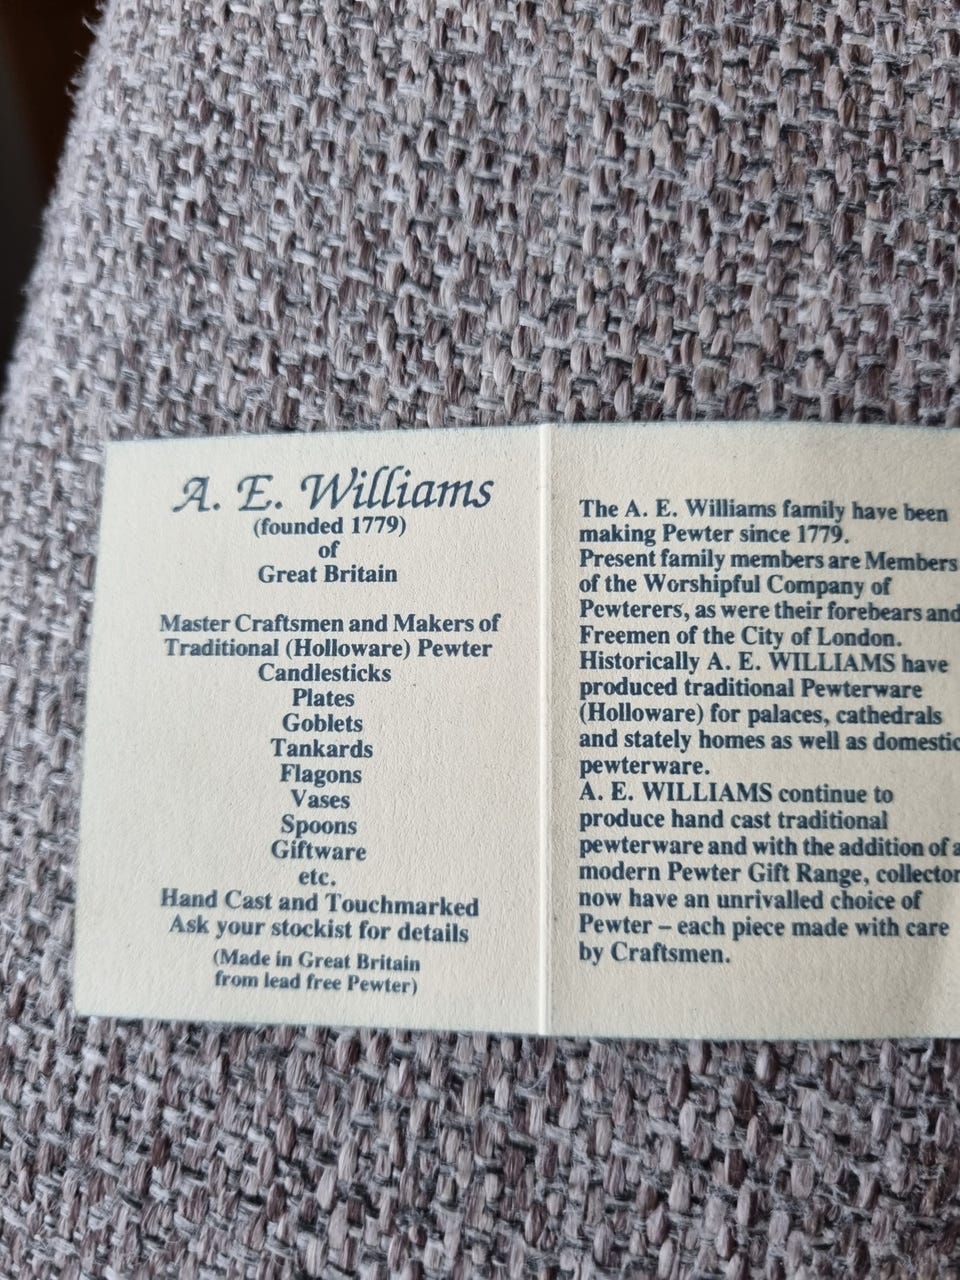 A. E. Williams
(founded 1779)
of
Great Britain
Master Craftsmen and Makers of
Traditional (Holloware) Pewter
Candlesticks
Plates
Goblets
Tankards
Flagons
Vases
Spoons
Giftware
etc.
Hand Cast and Touchmarked
Ask your stockist for details
(Made in Great Britain
from lead free Pewter)
The A. E. Williams family have been
making Pewter since 1779.
Present family members are Members
of the Worshipful Company of
Pewterers, as were their forebears and
Freemen of the City of London.
Historically A. E. WILLIAMS have
produced traditional Pewterware
(Holloware) for palaces, cathedrals
and stately homes as well as domestic
pewterware.
A. E. WILLIAMS continue to
produce hand cast traditional
pewterware and with the addition of a
modern Pewter Gift Range, collector
now have an unrivalled choice of
Pewter – each piece made with care
by Craftsmen.